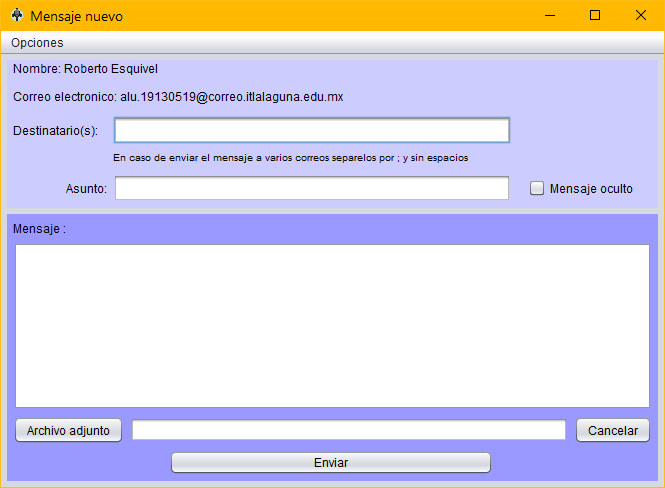 Mensaje nuevo
Opciones
Nombre: Roberto Esquivel
Correo electronico: alu.19130519@correo.itlalaguna.edu.mx
Destinatario(s):
En caso de enviar el mensaje a varios correos separelos por ; y sin espacios
Asunto: Mensaje oculto
Mensaje :
Archivo adjunto Cancelar
Enviar